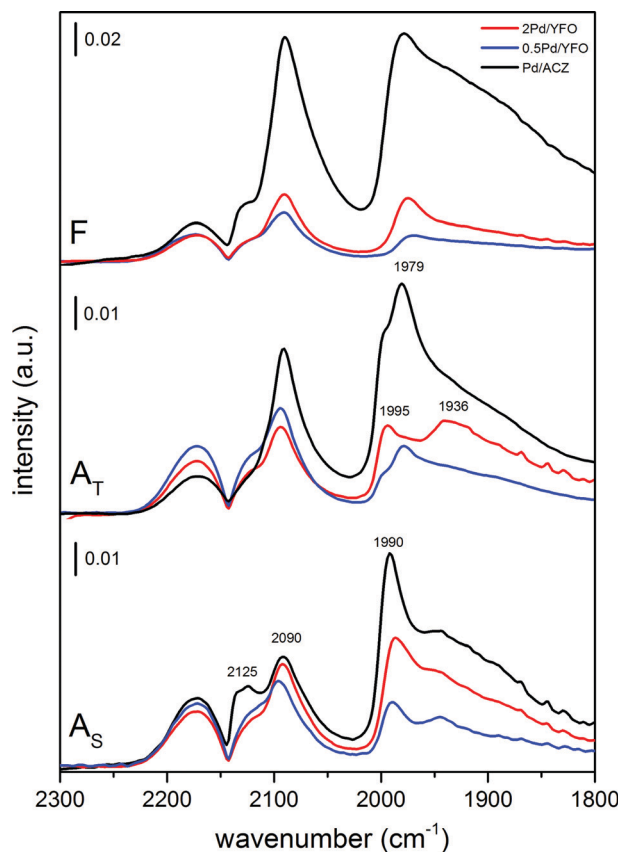 0.02
2Pd/YFO
0.5Pd/YFO
Pd/ACZ
F
1979
0.01
1995
1936
A_T
0.01
1990
2125
2090
A_S
intensity (a.u.)
2300 2200 2100 2000 1900 1800
wavenumber (cm⁻¹)